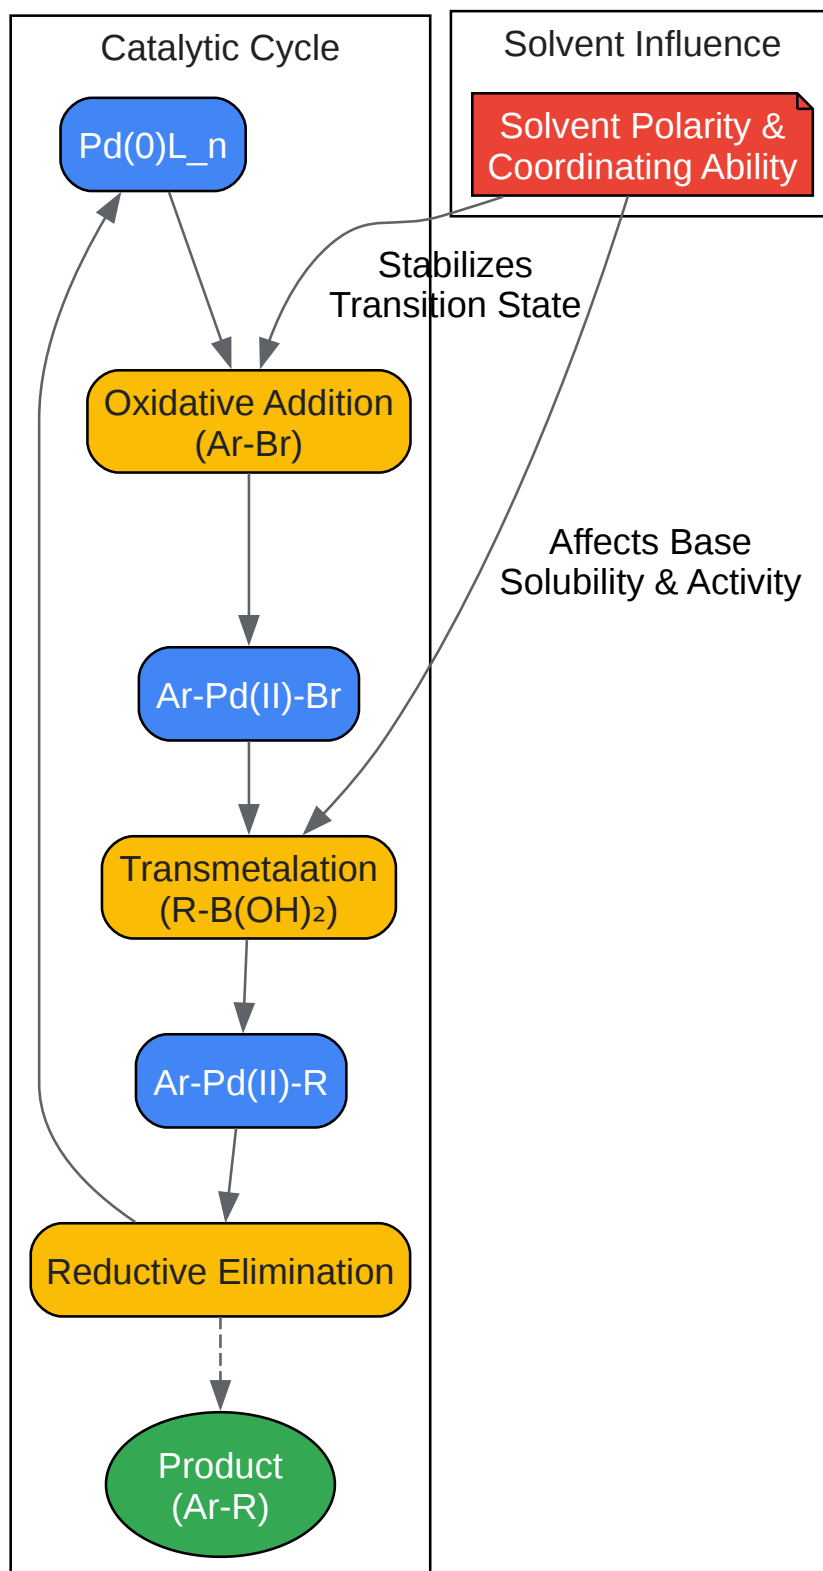 Catalytic Cycle
Solvent Influence
Pd(0)L_n
Solvent Polarity &
Coordinating Ability
Stabilizes
Transition State
Oxidative Addition
(Ar-Br)
Affects Base
Solubility & Activity
Ar-Pd(II)-Br
Transmetalation
(R-B(OH)₂)
Ar-Pd(II)-R
Reductive Elimination
Product
(Ar-R)